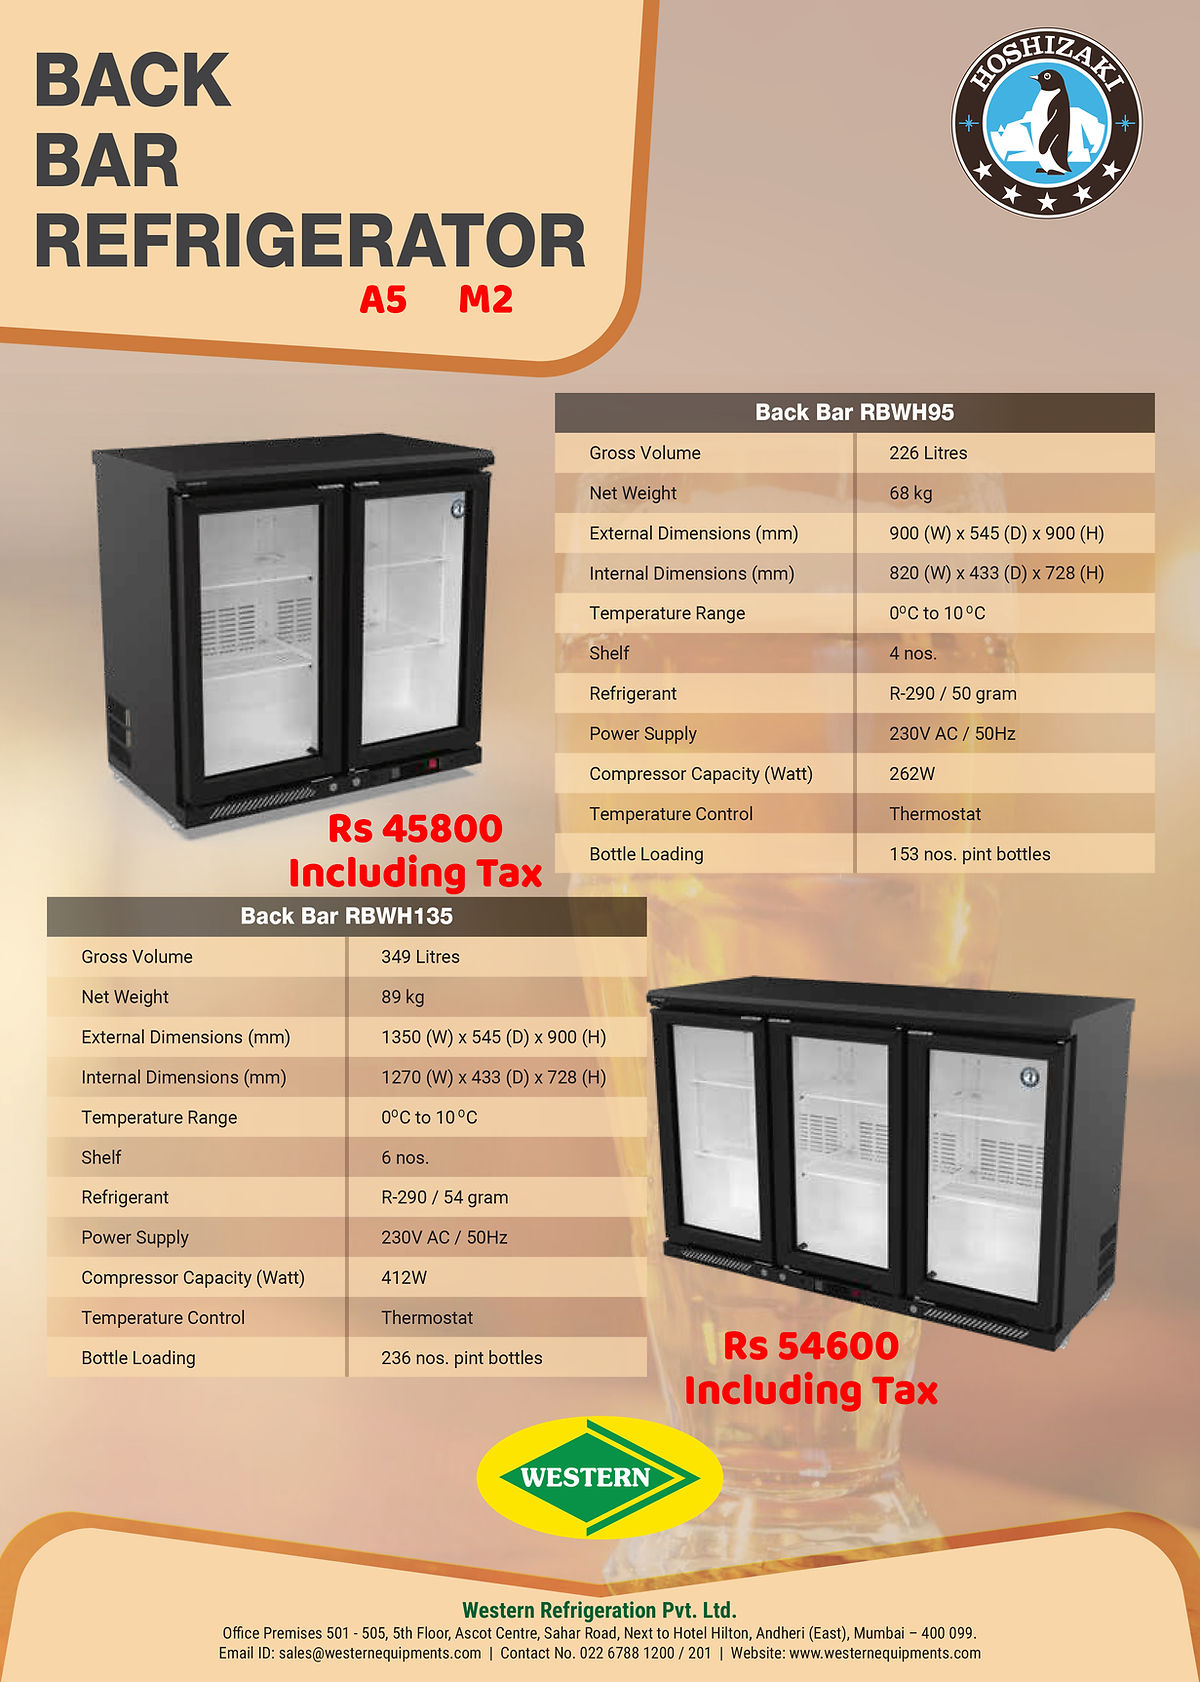 BACK
BAR
REFRIGERATOR
A5 M2
HOSHIZAKI
Back Bar RBWH95
Gross Volume 226 Litres
Net Weight 68 kg
External Dimensions (mm) 900 (W) x 545 (D) x 900 (H)
Internal Dimensions (mm) 820 (W) x 433 (D) x 728 (H)
Temperature Range 0ºC to 10ºC
Shelf 4 nos.
Refrigerant R-290 / 50 gram
Power Supply 230V AC / 50Hz
Compressor Capacity (Watt) 262W
Temperature Control Thermostat
Bottle Loading 153 nos. pint bottles
Rs 45800
Including Tax
Back Bar RBWH135
Gross Volume 349 Litres
Net Weight 89 kg
External Dimensions (mm) 1350 (W) x 545 (D) x 900 (H)
Internal Dimensions (mm) 1270 (W) x 433 (D) x 728 (H)
Temperature Range 0ºC to 10ºC
Shelf 6 nos.
Refrigerant R-290 / 54 gram
Power Supply 230V AC / 50Hz
Compressor Capacity (Watt) 412W
Temperature Control Thermostat
Bottle Loading 236 nos. pint bottles
Rs 54600
Including Tax
WESTERN
Western Refrigeration Pvt. Ltd.
Office Premises 501 - 505, 5th Floor, Ascot Centre, Sahar Road, Next to Hotel Hilton, Andheri (East), Mumbai – 400 099.
Email ID: sales@westernequipments.com | Contact No. 022 6788 1200 / 201 | Website: www.westernequipments.com